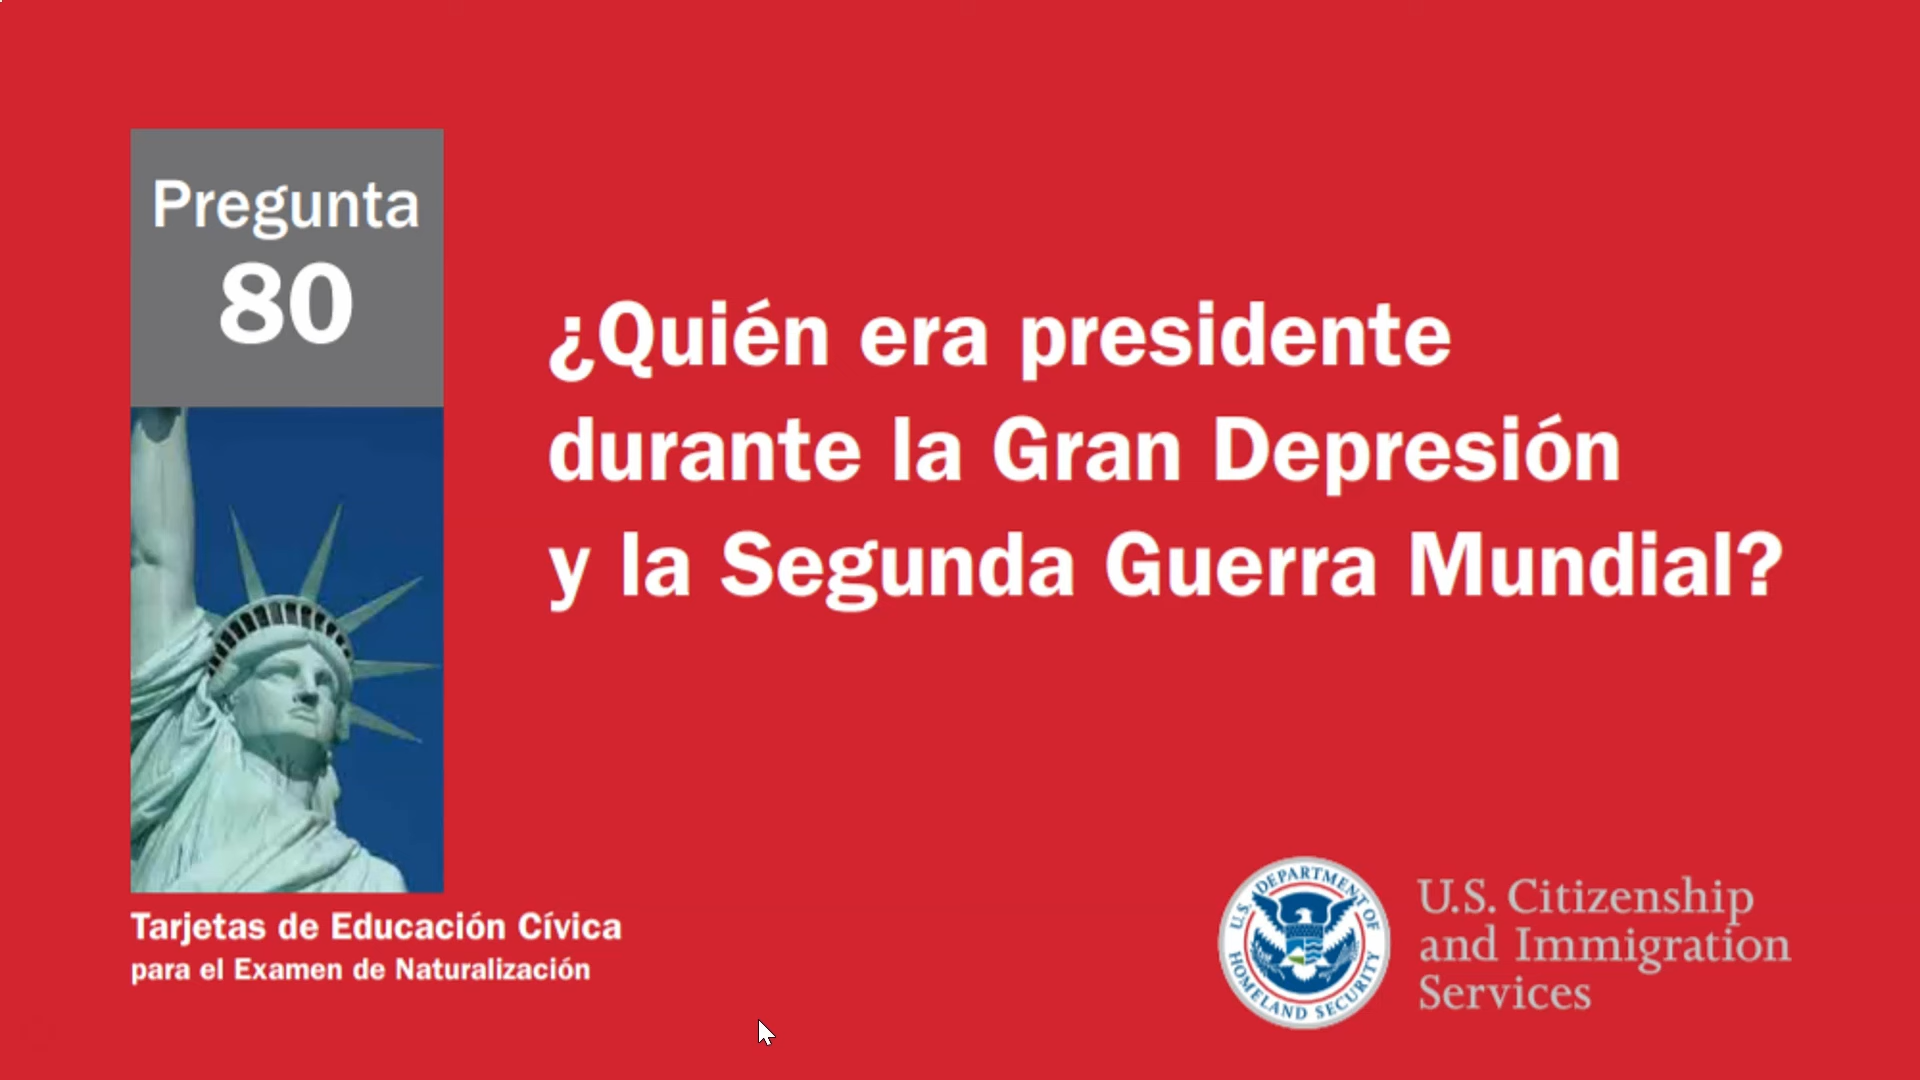 Pregunta
80
¿Quién era presidente
durante la Gran Depresión
y la Segunda Guerra Mundial?
Tarjetas de Educación Cívica
para el Examen de Naturalización
U.S. DEPARTMENT OF
HOMELAND SECURITY
U.S. Citizenship
and Immigration
Services